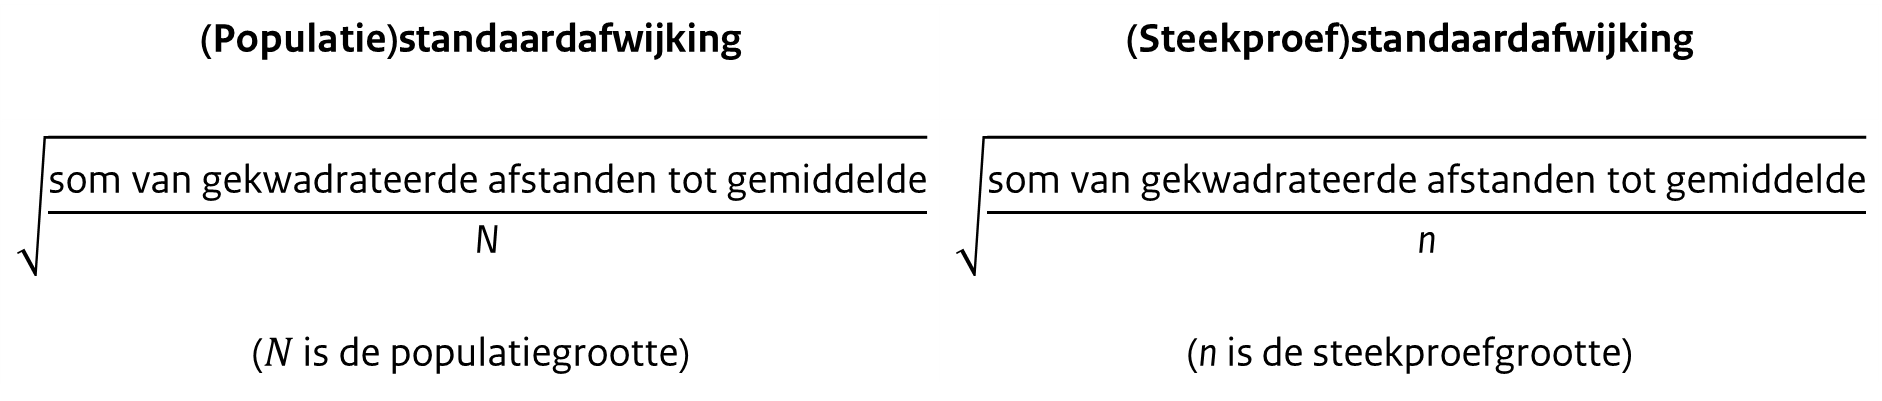 (Populatie)standaardafwijking
√(som van gekwadrateerde afstanden tot gemiddelde / N)
(N is de populatiegrootte)
(Steekproef)standaardafwijking
√(som van gekwadrateerde afstanden tot gemiddelde / n)
(n is de steekproefgrootte)